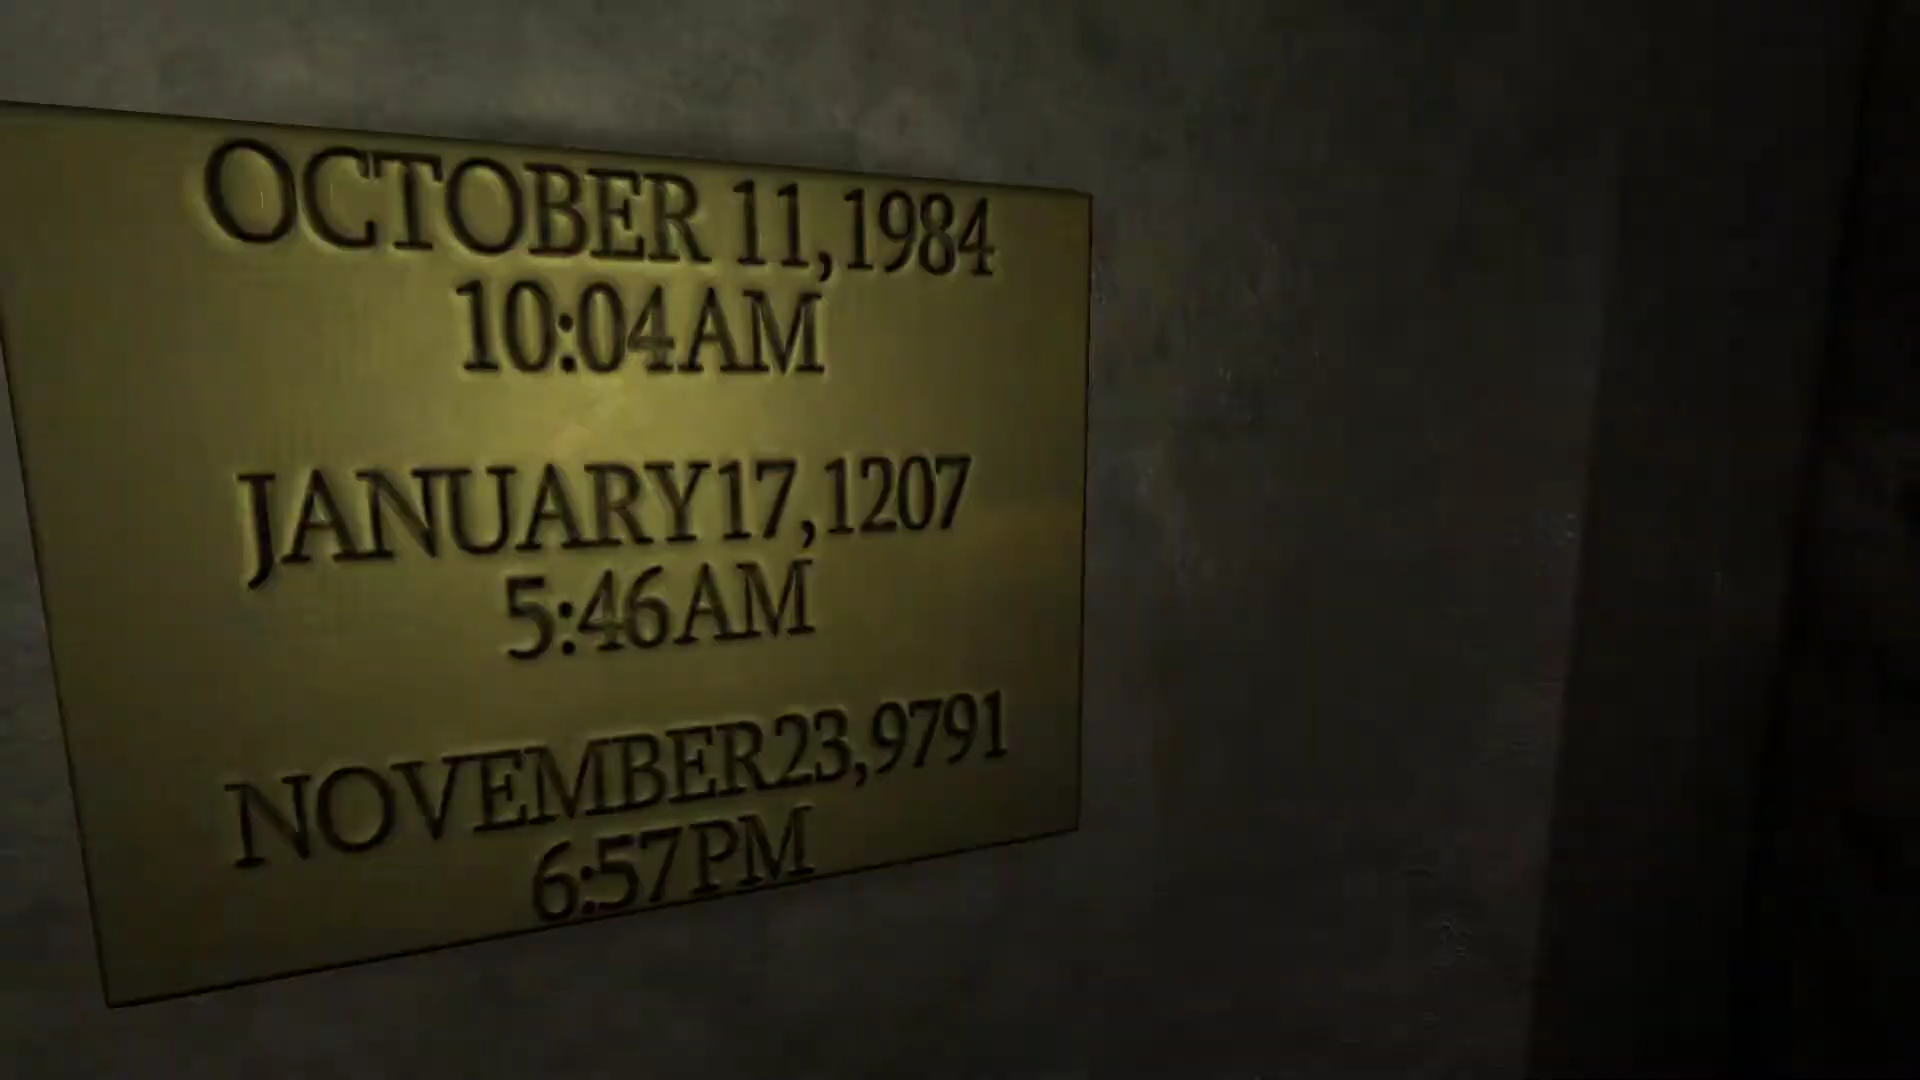 OCTOBER 11,1984
10:04AM
JANUARY17,1207
5:46AM
NOVEMBER23,9791
6:57PM